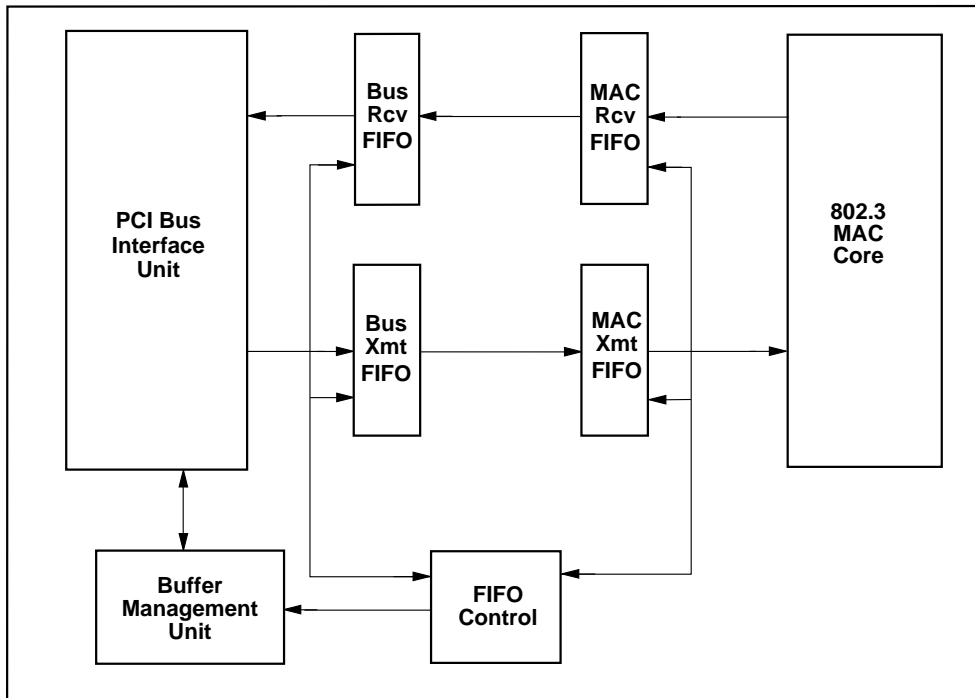 Bus
Rcv
FIFO
MAC
Rcv
FIFO
PCI Bus
Interface
Unit
802.3
MAC
Core
Bus
Xmt
FIFO
MAC
Xmt
FIFO
Buffer
Management
Unit
FIFO
Control